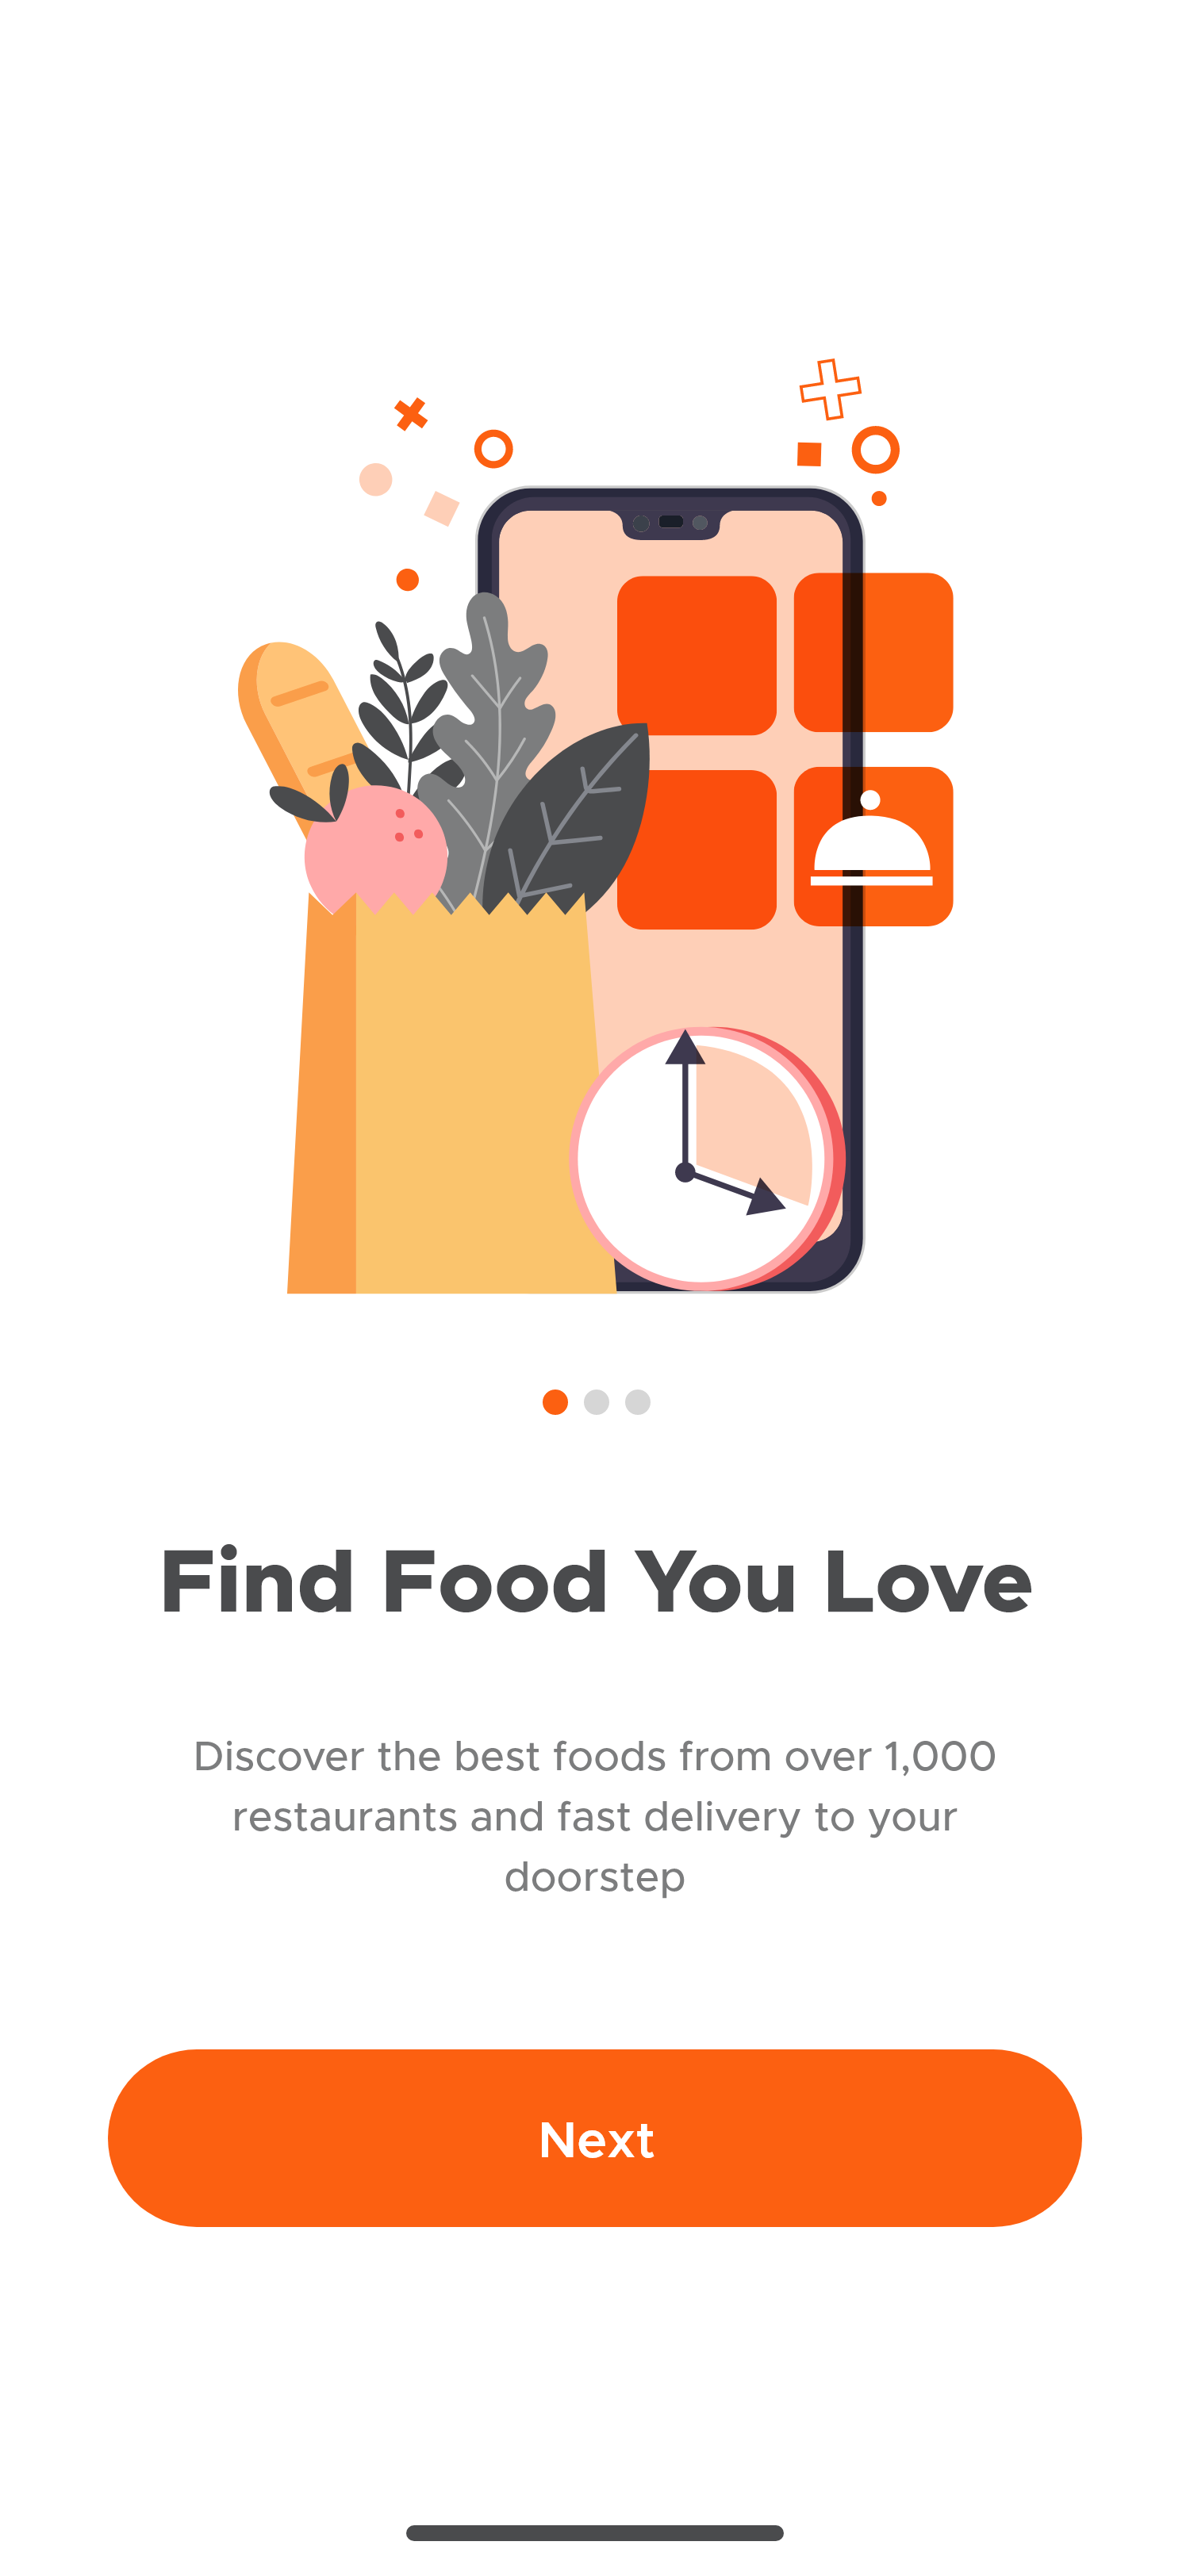 Find Food You Love
Discover the best foods from over 1,000
restaurants and fast delivery to your
doorstep
Next